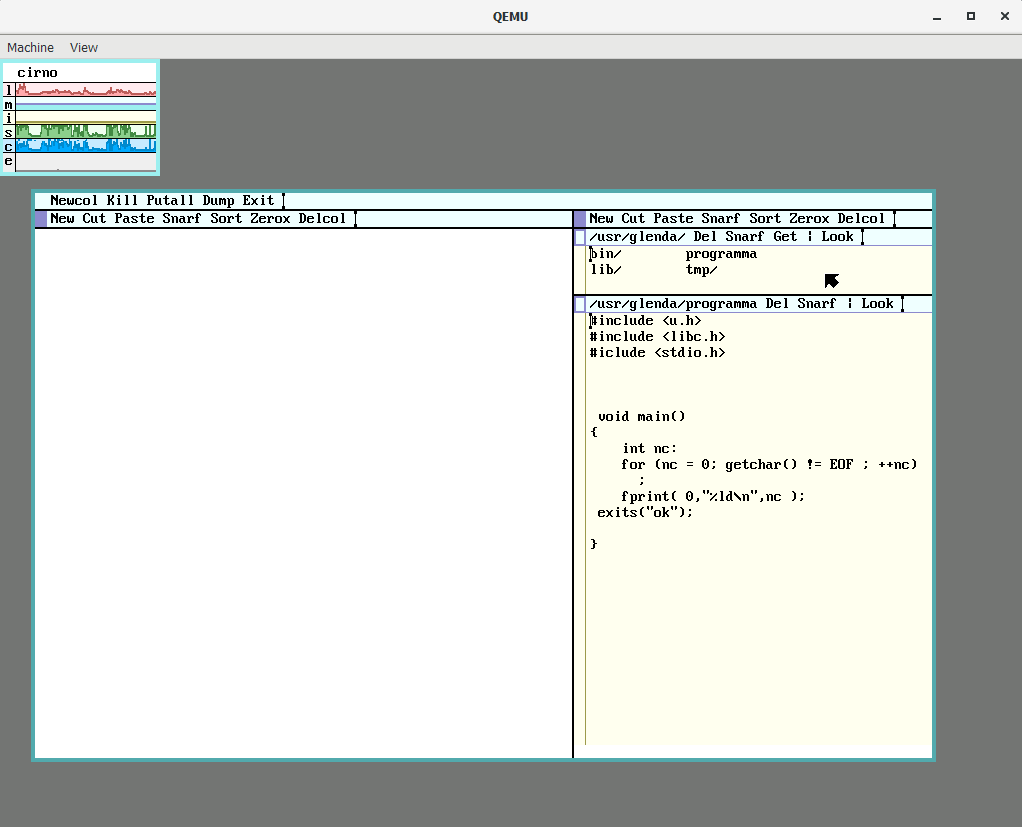 QEMU
Machine View
cirno
l
m
i
s
c
e
Newcol Kill Putall Dump Exit
New Cut Paste Snarf Sort Zerox Delcol
New Cut Paste Snarf Sort Zerox Delcol
/usr/glenda/ Del Snarf Get | Look
bin/ programma
lib/ tmp/
/usr/glenda/programma Del Snarf | Look
#include <u.h>
#include <libc.h>
#iclude <stdio.h>
void main()
{
int nc:
for (nc = 0; getchar() != EOF ; ++nc)
;
fprint( 0,"%ld\n",nc );
exits("ok");
}